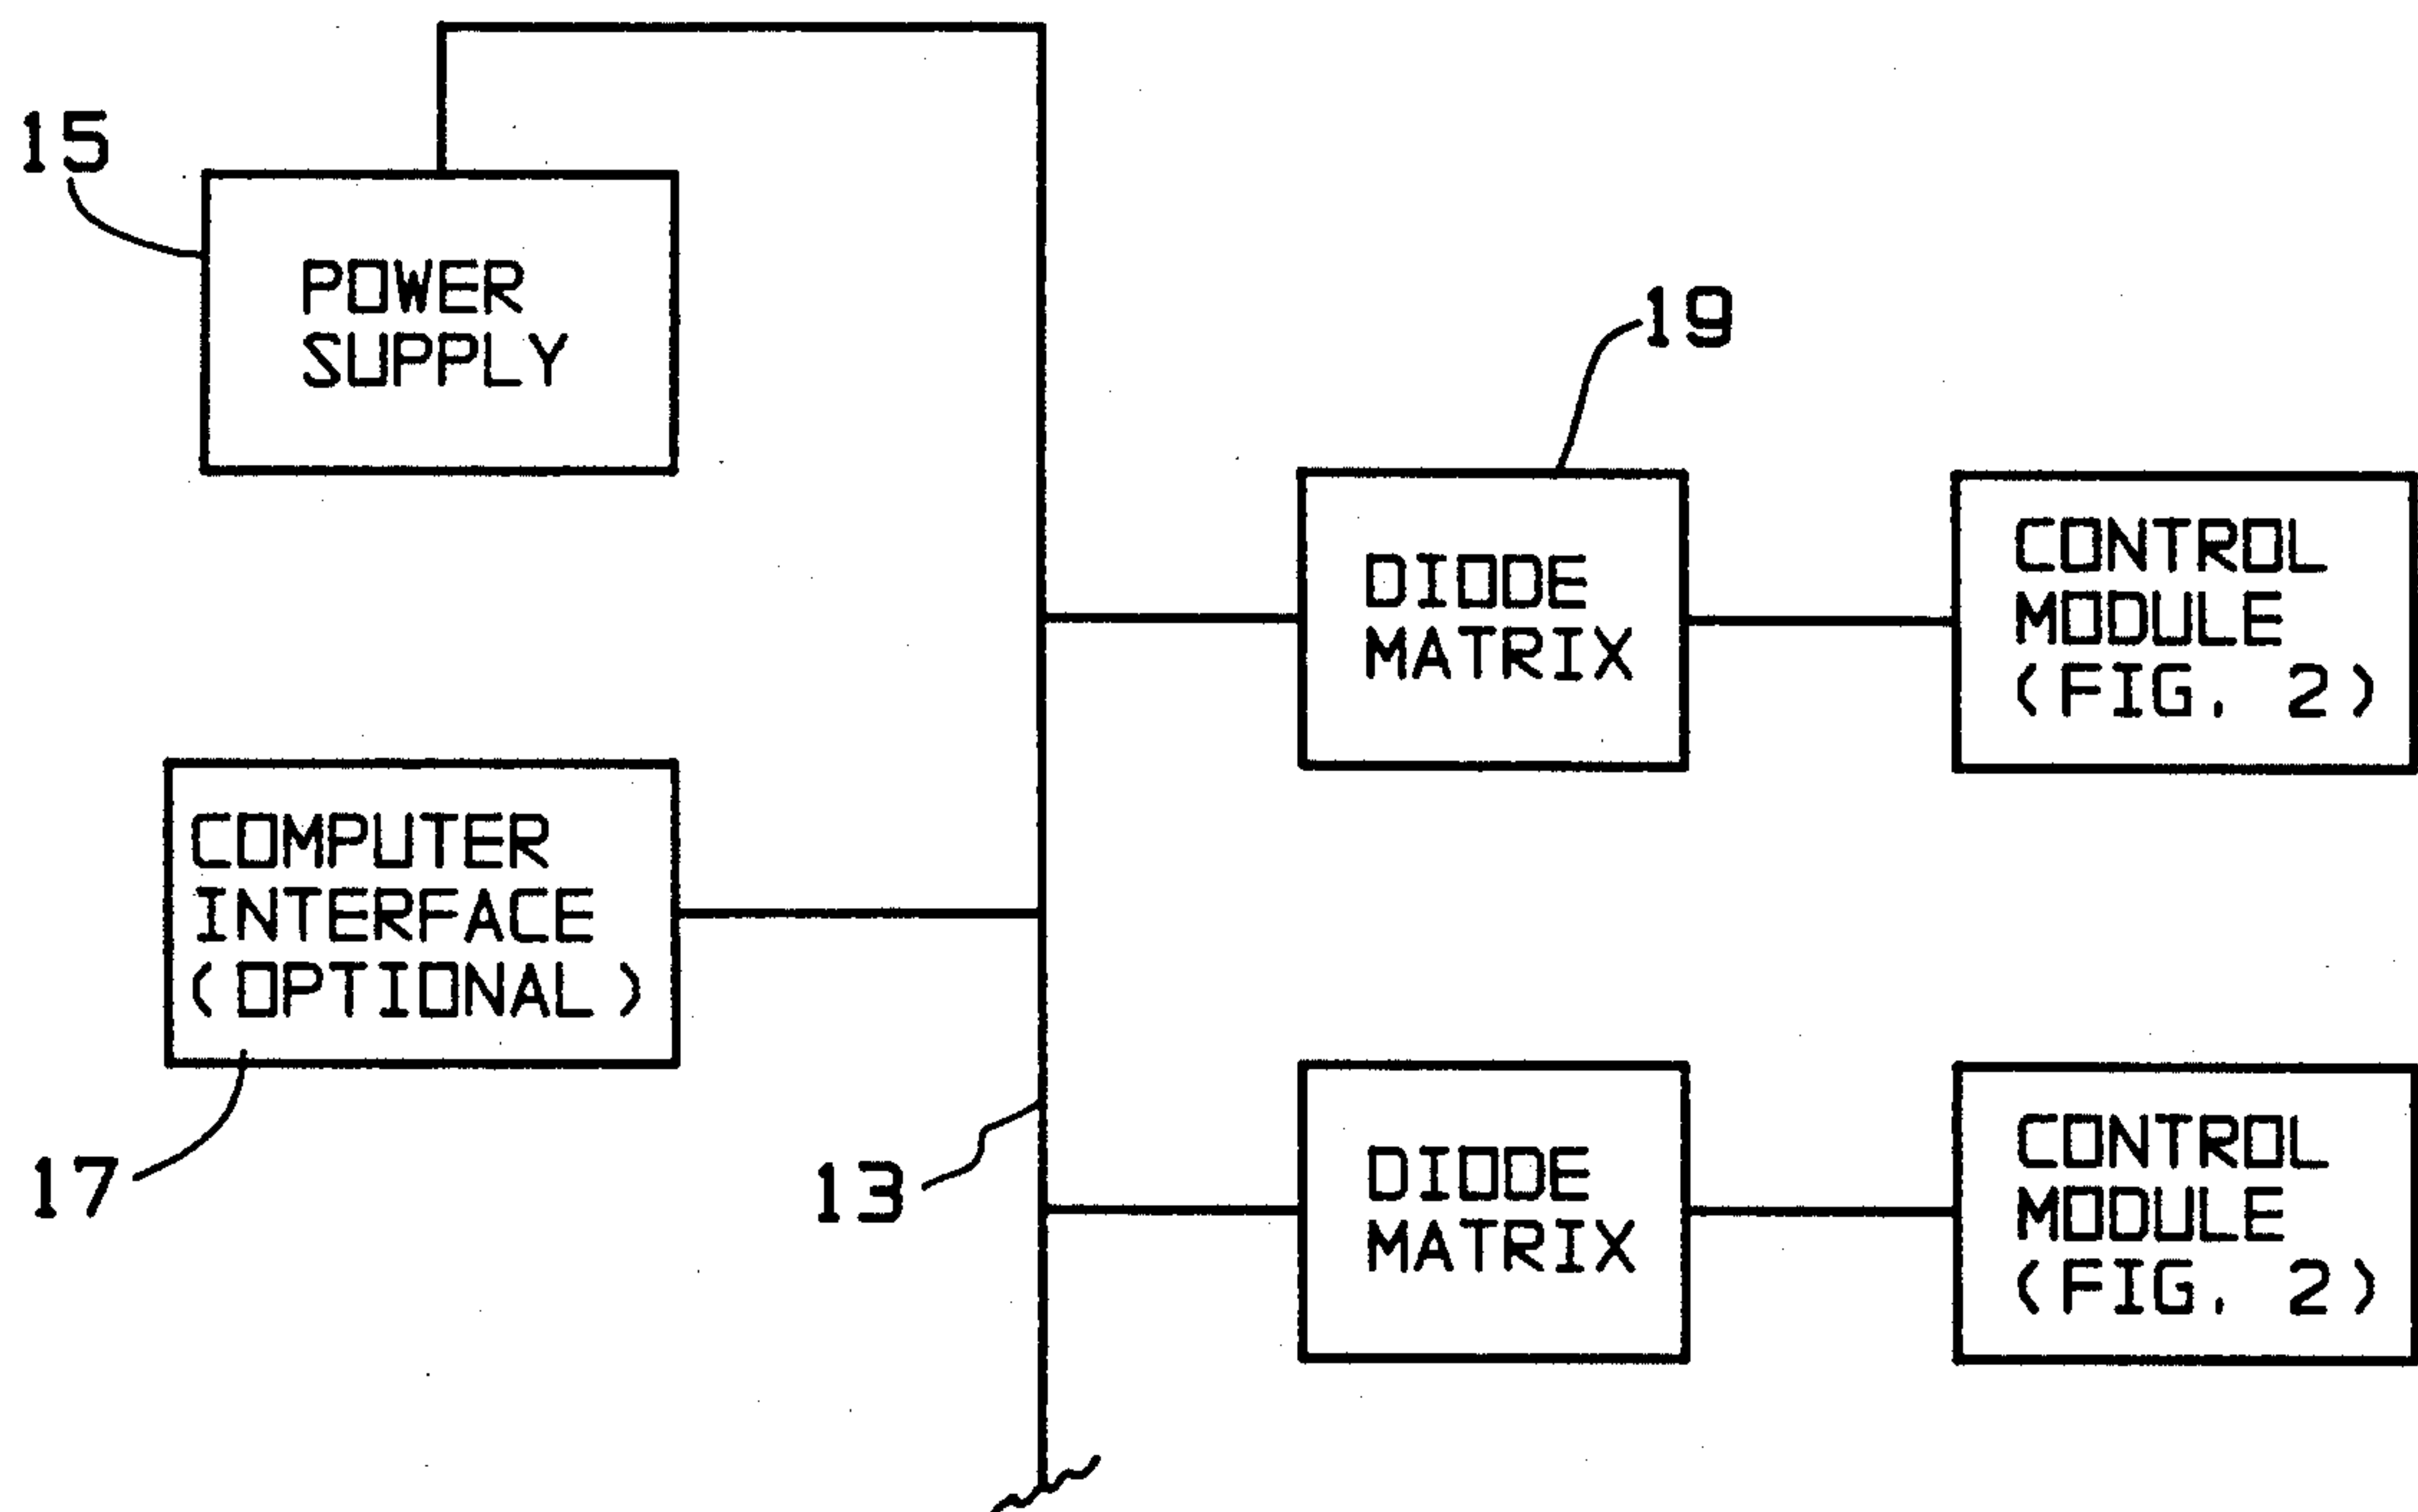 15
POWER
SUPPLY
19
DIODE
MATRIX
CONTROL
MODULE
(FIG. 2)
COMPUTER
INTERFACE
(OPTIONAL)
17
13
DIODE
MATRIX
CONTROL
MODULE
(FIG. 2)